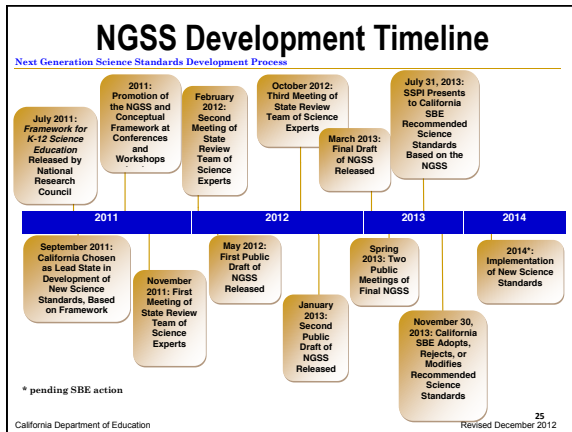 NGSS Development Timeline
Next Generation Science Standards Development Process
July 2011:
Framework for
K-12 Science
Education
Released by
National
Research
Council
2011:
Promotion of
the NGSS and
Conceptual
Framework at
Conferences
and
Workshops
February
2012:
Second
Meeting of
State
Review
Team of
Science
Experts
October 2012:
Third Meeting of
State Review
Team of Science
Experts
March 2013:
Final Draft
of NGSS
Released
July 31, 2013:
SSPI Presents
to California
SBE
Recommended
Science
Standards
Based on the
NGSS
2011
2012
2013
2014
September 2011:
California Chosen
as Lead State in
Development of
New Science
Standards, Based
on Framework
November
2011: First
Meeting of
State Review
Team of
Science
Experts
May 2012:
First Public
Draft of
NGSS
Released
January
2013:
Second
Public
Draft of
NGSS
Released
Spring
2013: Two
Public
Meetings of
Final NGSS
November 30,
2013: California
SBE Adopts,
Rejects, or
Modifies
Recommended
Science
Standards
2014*:
Implementation
of New Science
Standards
* pending SBE action
25
California Department of Education
Revised December 2012